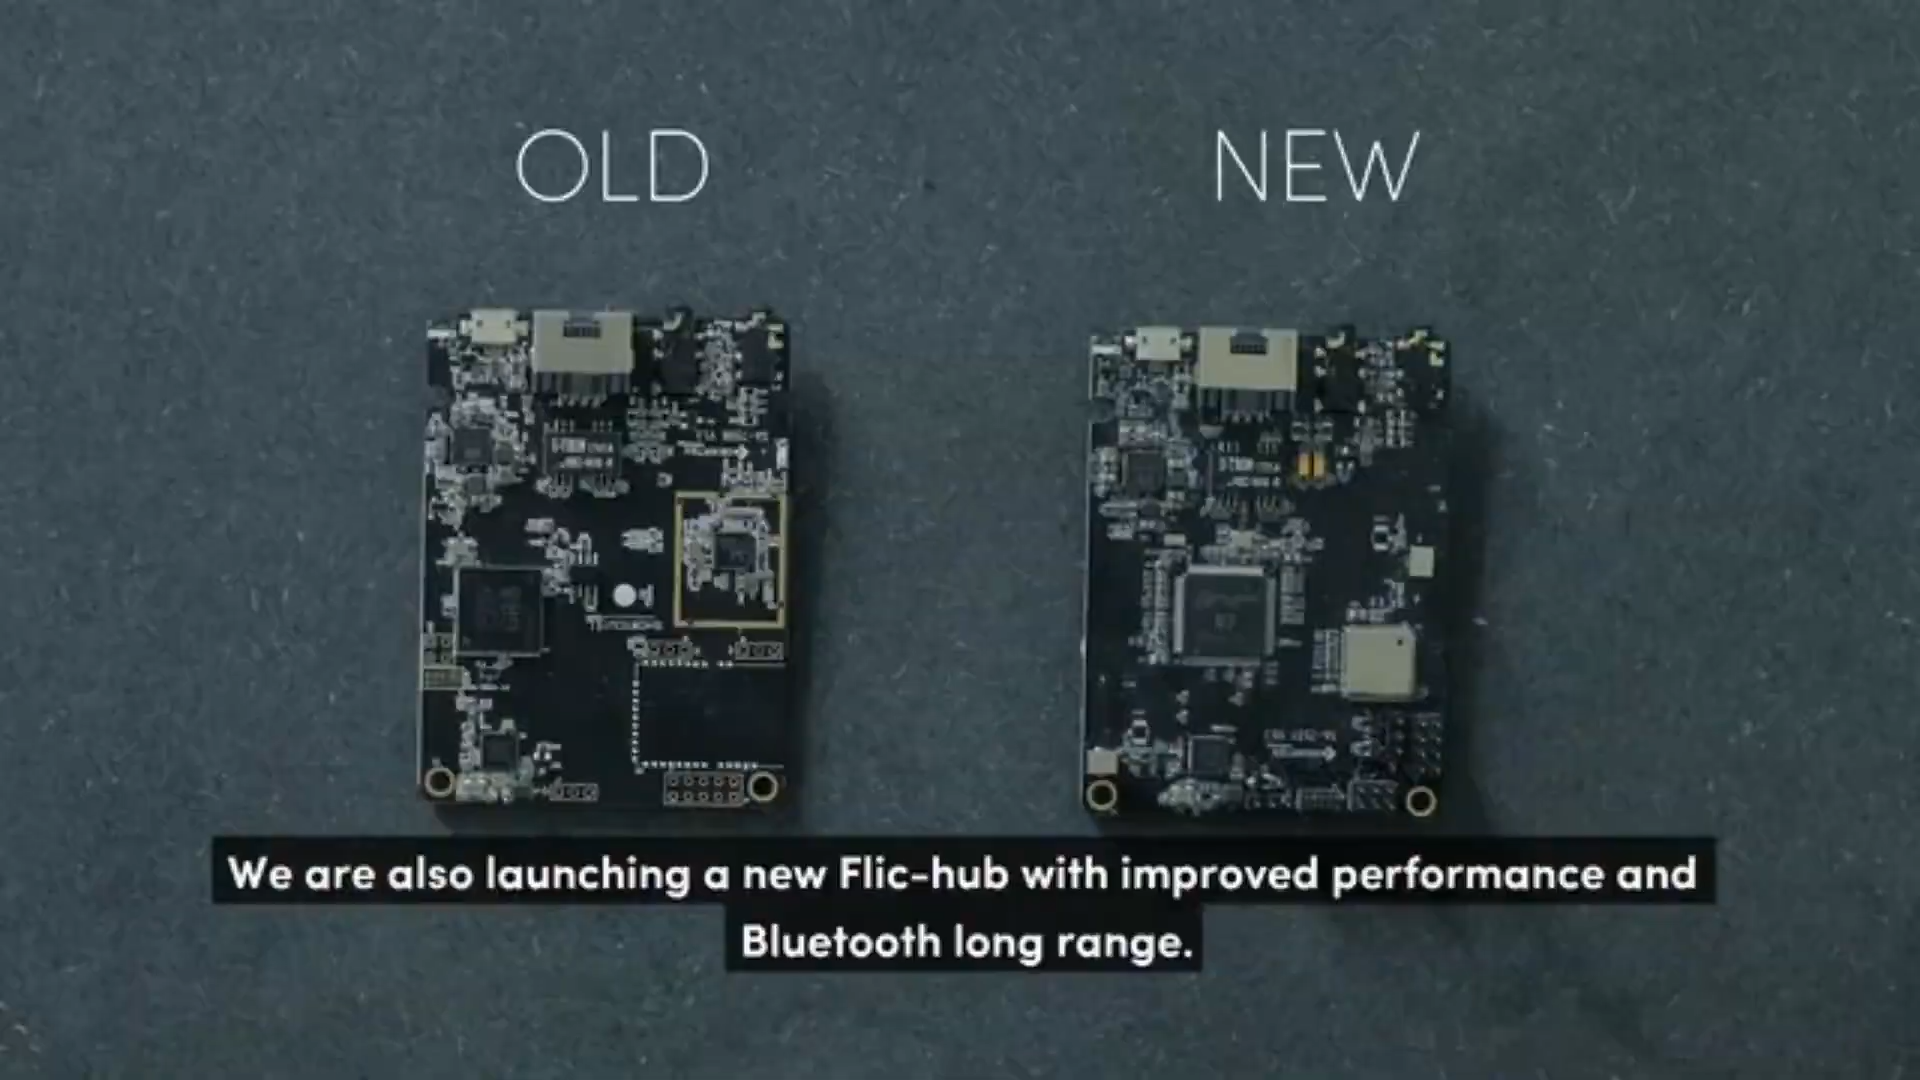 OLD
NEW
We are also launching a new Flic-hub with improved performance and
Bluetooth long range.